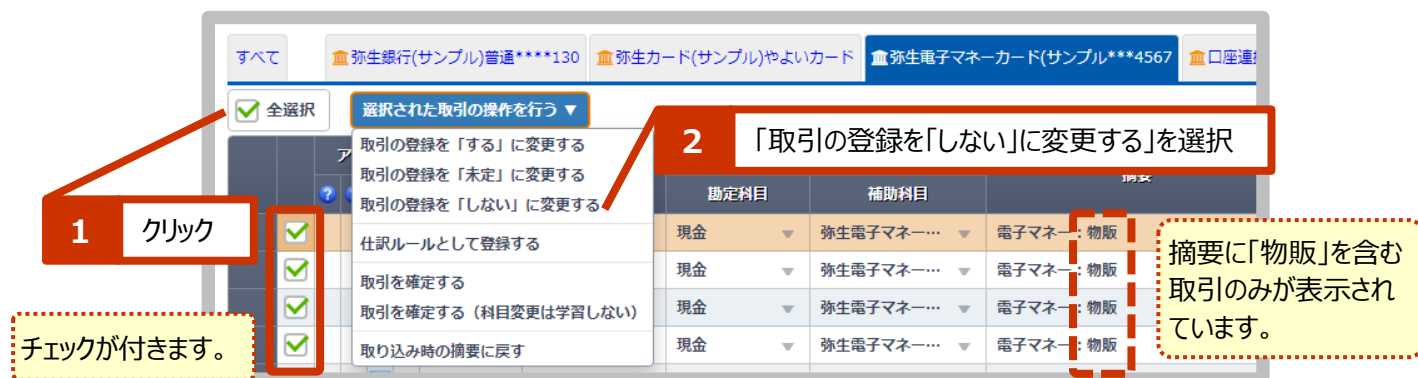 すべて
弥生銀行(サンプル)普通****130
弥生カード(サンプル)やよいカード
弥生電子マネーカード(サンプル***4567
口座連
全選択
選択された取引の操作を行う ▼
取引の登録を「する」に変更する
取引の登録を「未定」に変更する
取引の登録を「しない」に変更する
仕訳ルールとして登録する
取引を確定する
取引を確定する（科目変更は学習しない）
取り込み時の摘要に戻す
2 「取引の登録を「しない」に変更する」を選択
1 クリック
チェックが付きます。
ア
勘定科目 補助科目 摘要
現金 弥生電子マネー… 電子マネー：物販
現金 弥生電子マネー… 電子マネー：物販
現金 弥生電子マネー… 電子マネー：物販
現金 弥生電子マネー… 電子マネー：物販
摘要に「物販」を含む
取引のみが表示され
ています。